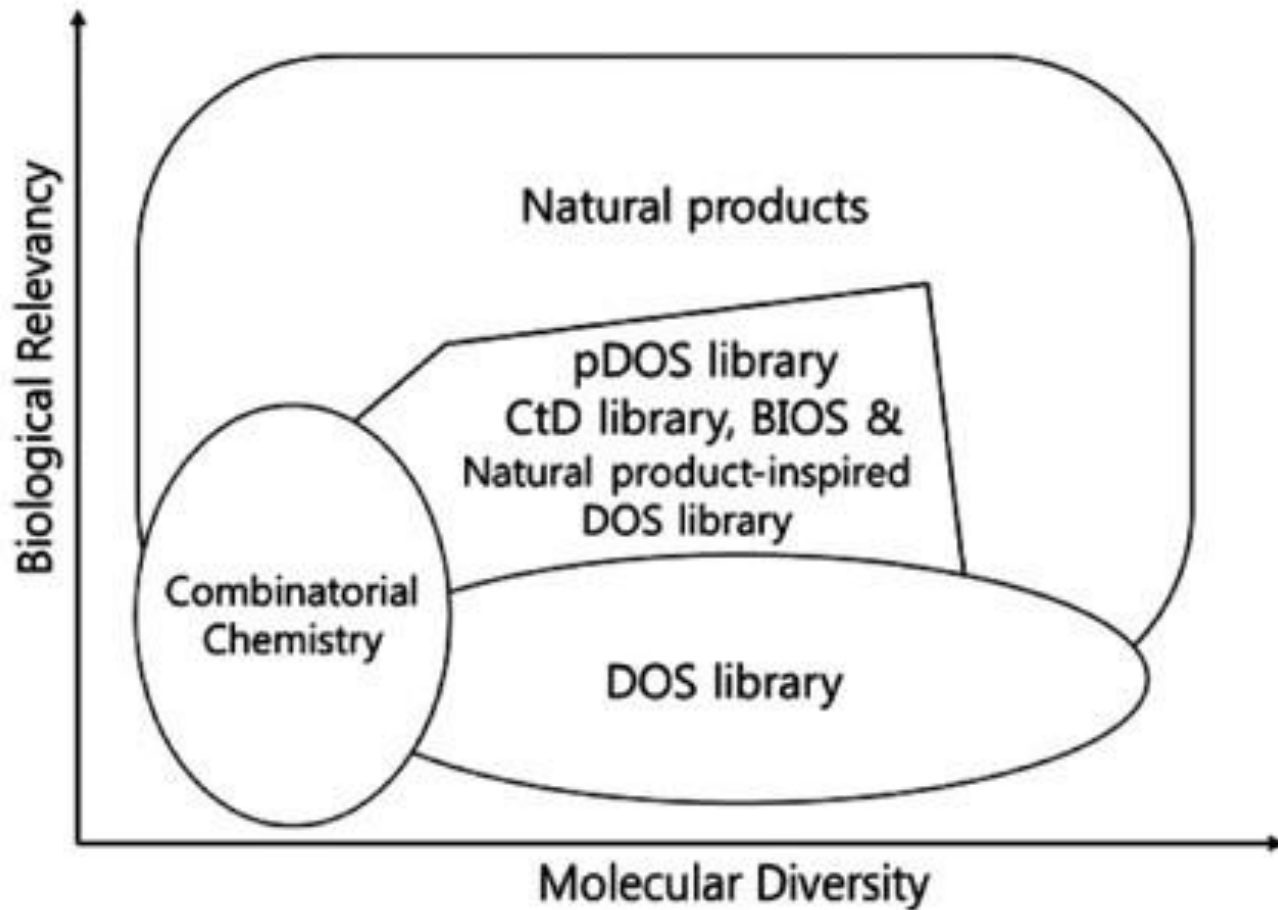 Biological Relevancy
Natural products
pDOS library
CtD library, BIOS &
Natural product-inspired
DOS library
Combinatorial
Chemistry
DOS library
Molecular Diversity